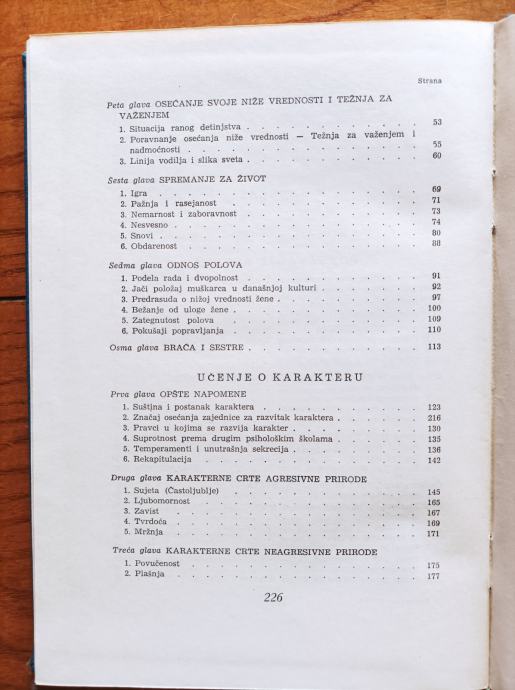 Strana
Peta glava OSEĆANJE SVOJE NIŽE VREDNOSTI I TEŽNJA ZA
VAŽENJEM
1. Situacija ranog detinjstva . . . . . . . . . . . 53
2. Poravnanje osećanja niže vrednosti — Težnja za važenjem i
nadmoćnosti . . . . . . . . . . . 55
3. Linija vodilja i slika sveta . . . . . . . . . . . 60
Šesta glava SPREMANJE ZA ŽIVOT
1. Igra . . . . . . . . . . . 69
2. Pažnja i rasejanost . . . . . . . . . . . 71
3. Nemarnost i zaboravnost . . . . . . . . . . . 73
4. Nesvesno . . . . . . . . . . . 74
5. Snovi . . . . . . . . . . . 80
6. Obdarenost . . . . . . . . . . . 88
Sedma glava ODNOS POLOVA
1. Podela rada i dvopolnost . . . . . . . . . . . 91
2. Jači položaj muškarca u današnjoj kulturi . . . . . . 92
3. Predrasuda o nižoj vrednosti žene . . . . . . . . 97
4. Bežanje od uloge žene . . . . . . . . . . . 100
5. Zategnutost polova . . . . . . . . . . . 109
6. Pokušaji popravljanja . . . . . . . . . . . 110
Osma glava BRAĆA I SESTRE . . . . . . . . . . 113
UČENJE O KARAKTERU
Prva glava OPŠTE NAPOMENE
1. Suština i postanak karaktera . . . . . . . . . . 123
2. Značaj osećanja zajednice za razvitak karaktera . . . . . 216
3. Pravci u kojima se razvija karakter . . . . . . . . 130
4. Suprotnost prema drugim psihološkim školama . . . . . 135
5. Temperamenti i unutrašnja sekrecija . . . . . . . 136
6. Rekapitulacija . . . . . . . . . . . 142
Druga glava KARAKTERNE CRTE AGRESIVNE PRIRODE
1. Sujeta (Častoljublje) . . . . . . . . . . . 145
2. Ljubomornost . . . . . . . . . . . 165
3. Zavist . . . . . . . . . . . 167
4. Tvrdoća . . . . . . . . . . . 169
5. Mržnja . . . . . . . . . . . 171
Treća glava KARAKTERNE CRTE NEAGRESIVNE PRIRODE
1. Povučenost . . . . . . . . . . . 175
2. Plašnja . . . . . . . . . . . 177
226